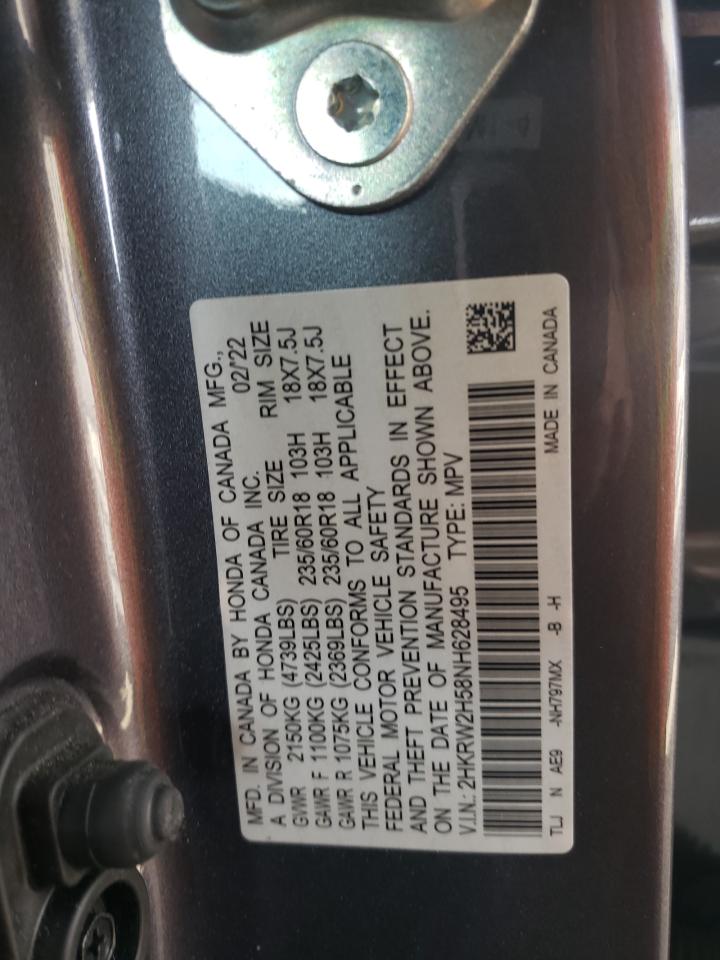 MFD. IN CANADA BY HONDA OF CANADA MFG.,
A DIVISION OF HONDA CANADA INC. 02/'22
GVWR 2150KG (4739LBS) TIRE SIZE RIM SIZE
GAWR F 1100KG (2425LBS) 235/60R18 103H 18X7.5J
GAWR R 1075KG (2369LBS) 235/60R18 103H 18X7.5J
THIS VEHICLE CONFORMS TO ALL APPLICABLE
FEDERAL MOTOR VEHICLE SAFETY
AND THEFT PREVENTION STANDARDS IN EFFECT
ON THE DATE OF MANUFACTURE SHOWN ABOVE.
V.I.N.: 2HKRW2H58NH628495 TYPE: MPV
TLJ N AE9 -NH797MX -B -H MADE IN CANADA